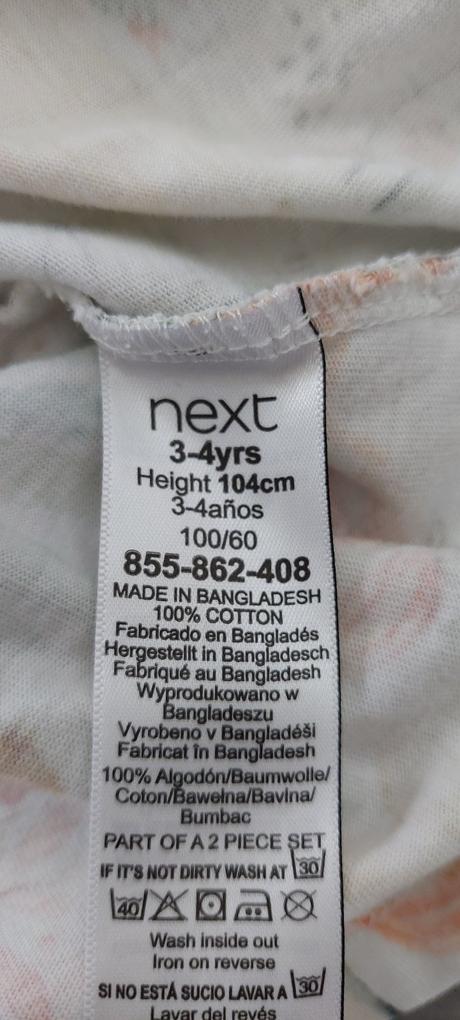 next
3-4yrs
Height 104cm
3-4años
100/60
855-862-408
MADE IN BANGLADESH
100% COTTON
Fabricado en Bangladés
Hergestellt in Bangladesch
Fabriqué au Bangladesh
Wyprodukowano w
Bangladeszu
Vyrobeno v Bangladéši
Fabricat în Bangladesh
100% Algodón/Baumwolle/
Coton/Bawełna/Bavlna/
Bumbac
PART OF A 2 PIECE SET
IF IT'S NOT DIRTY WASH AT 30
40
Wash inside out
Iron on reverse
SI NO ESTÁ SUCIO LAVAR A 30
Lavar del revés